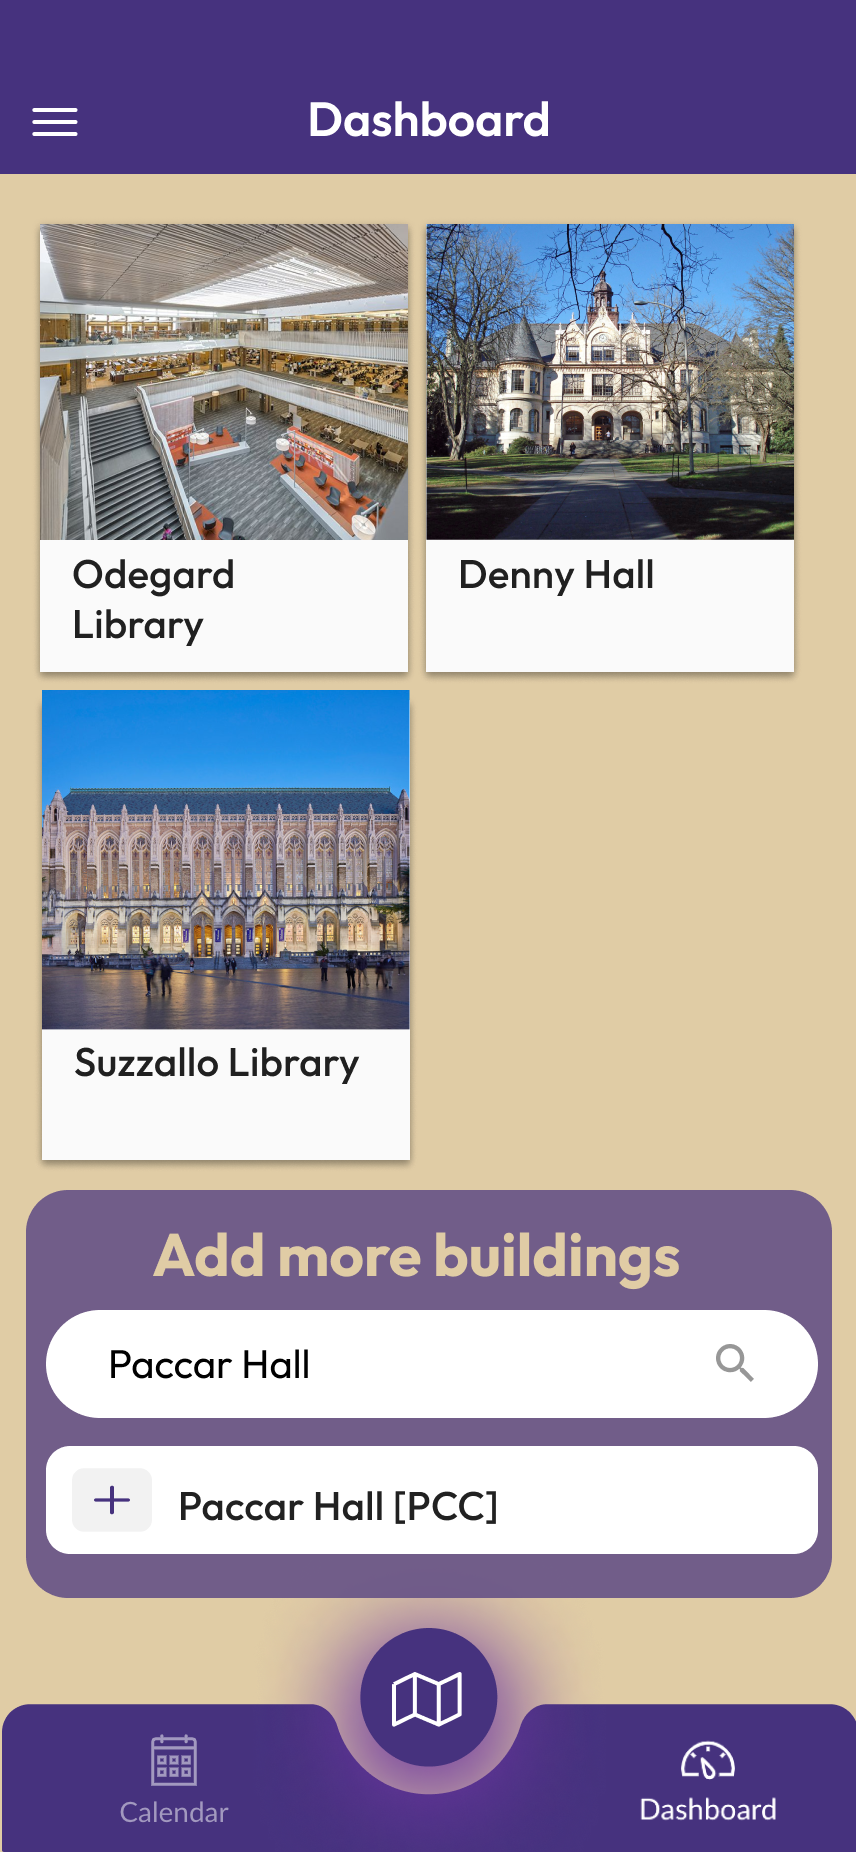 Dashboard
Odegard
Library
Denny Hall
Suzzallo Library
Add more buildings
Paccar Hall
Paccar Hall [PCC]
Calendar
Dashboard